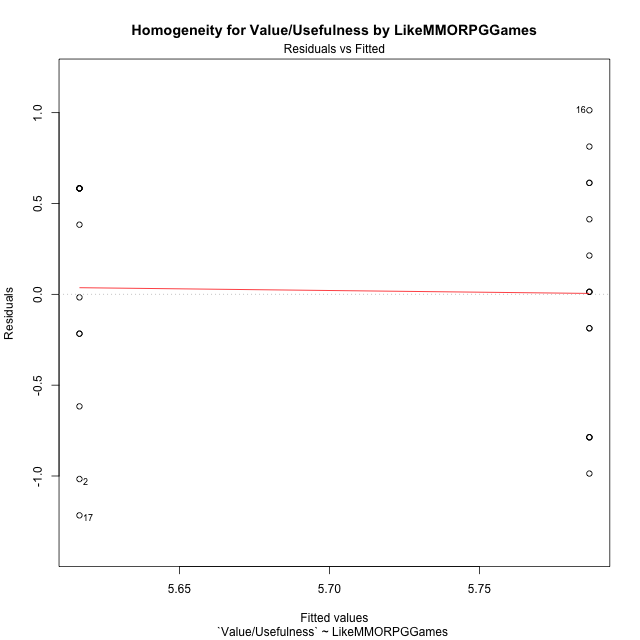 Homogeneity for Value/Usefulness by LikeMMORPGGames
Residuals vs Fitted
Residuals
1.0
0.5
0.0
-0.5
-1.0
16
2
17
5.65 5.70 5.75
Fitted values
`Value/Usefulness` ~ LikeMMORPGGames